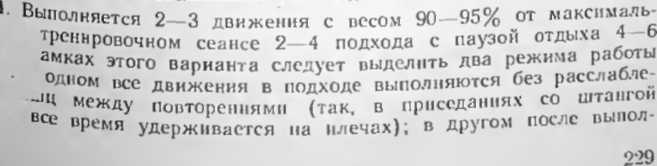 1. Выполняется 2—3 движения с весом 90—95% от максималь-
тренировочном сеансе 2—4 подхода с паузой отдыха 4—6
амках этого варианта следует выделить два режима работы
одном все движения в подходе выполняются без расслабле-
ц между повторениями (так, в приседаниях со штангой
все время удерживается на плечах); в другом после выпол-
229